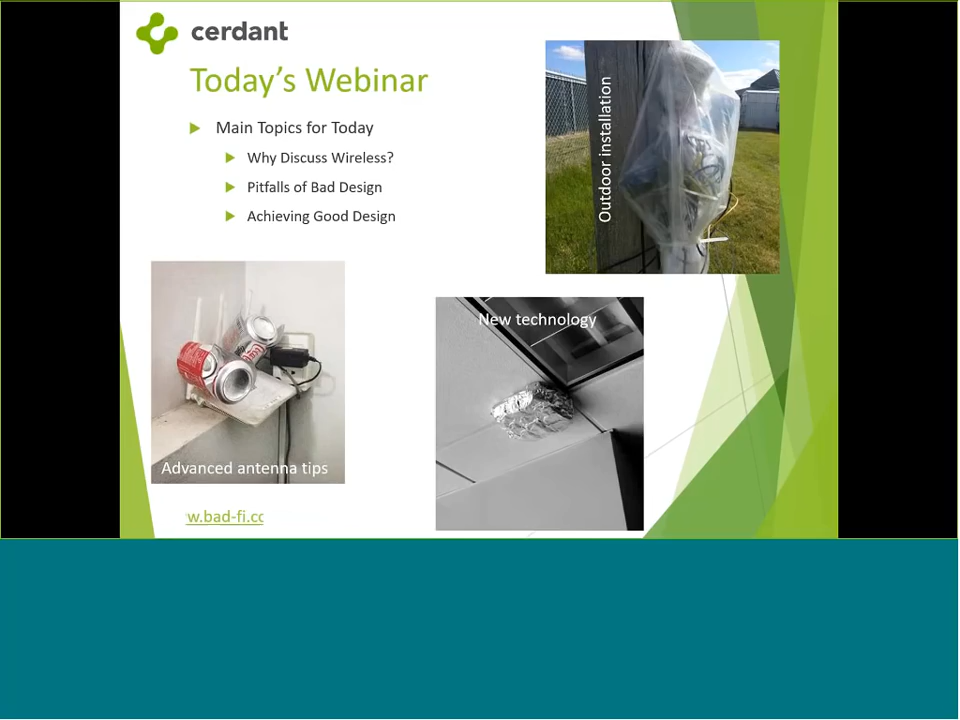 cerdant
Today's Webinar
Main Topics for Today
Why Discuss Wireless?
Pitfalls of Bad Design
Achieving Good Design
Outdoor installation
New technology
Advanced antenna tips
w.bad-fi.cc